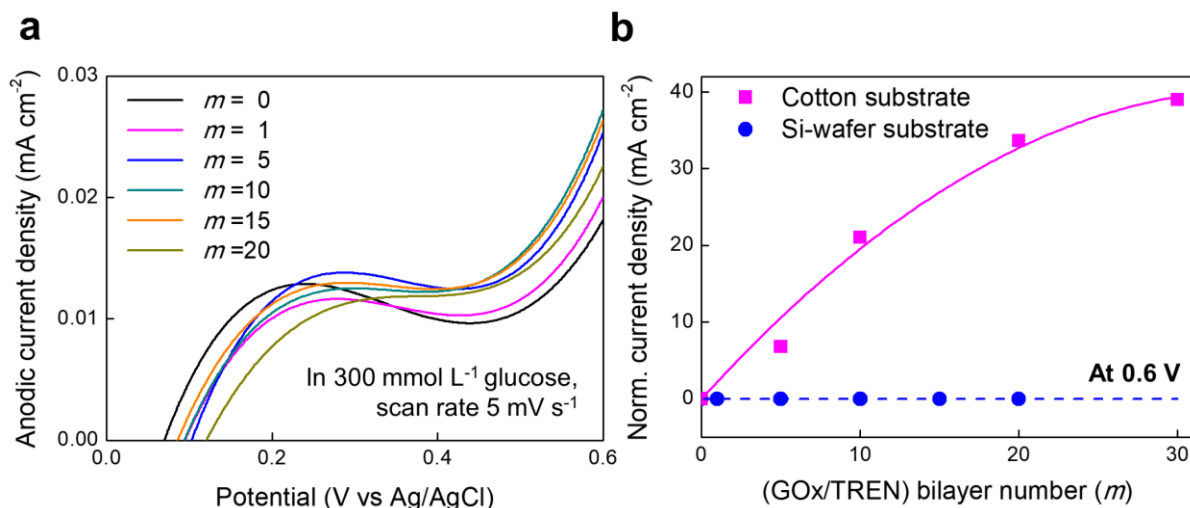 a
Anodic current density (mA cm⁻²)
0.03
0.02
0.01
0.00
m = 0
m = 1
m = 5
m =10
m =15
m =20
In 300 mmol L⁻¹ glucose,
scan rate 5 mV s⁻¹
0.0 0.2 0.4 0.6
Potential (V vs Ag/AgCl)
b
Norm. current density (mA cm⁻²)
40
30
20
10
0
Cotton substrate
Si-wafer substrate
At 0.6 V
0 10 20 30
(GOx/TREN) bilayer number (m)